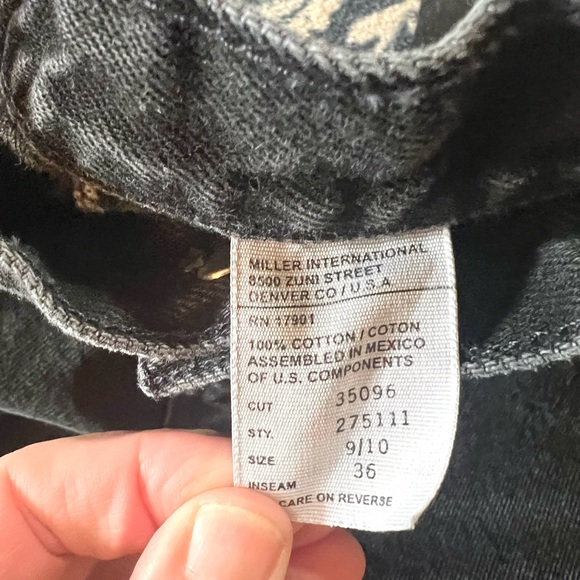 MILLER INTERNATIONAL
8500 ZUNI STREET
DENVER CO / U.S.A.
RN 17901
100% COTTON / COTON
ASSEMBLED IN MEXICO
OF U.S. COMPONENTS
CUT 35096
STY. 275111
SIZE 9/10
INSEAM 36
CARE ON REVERSE